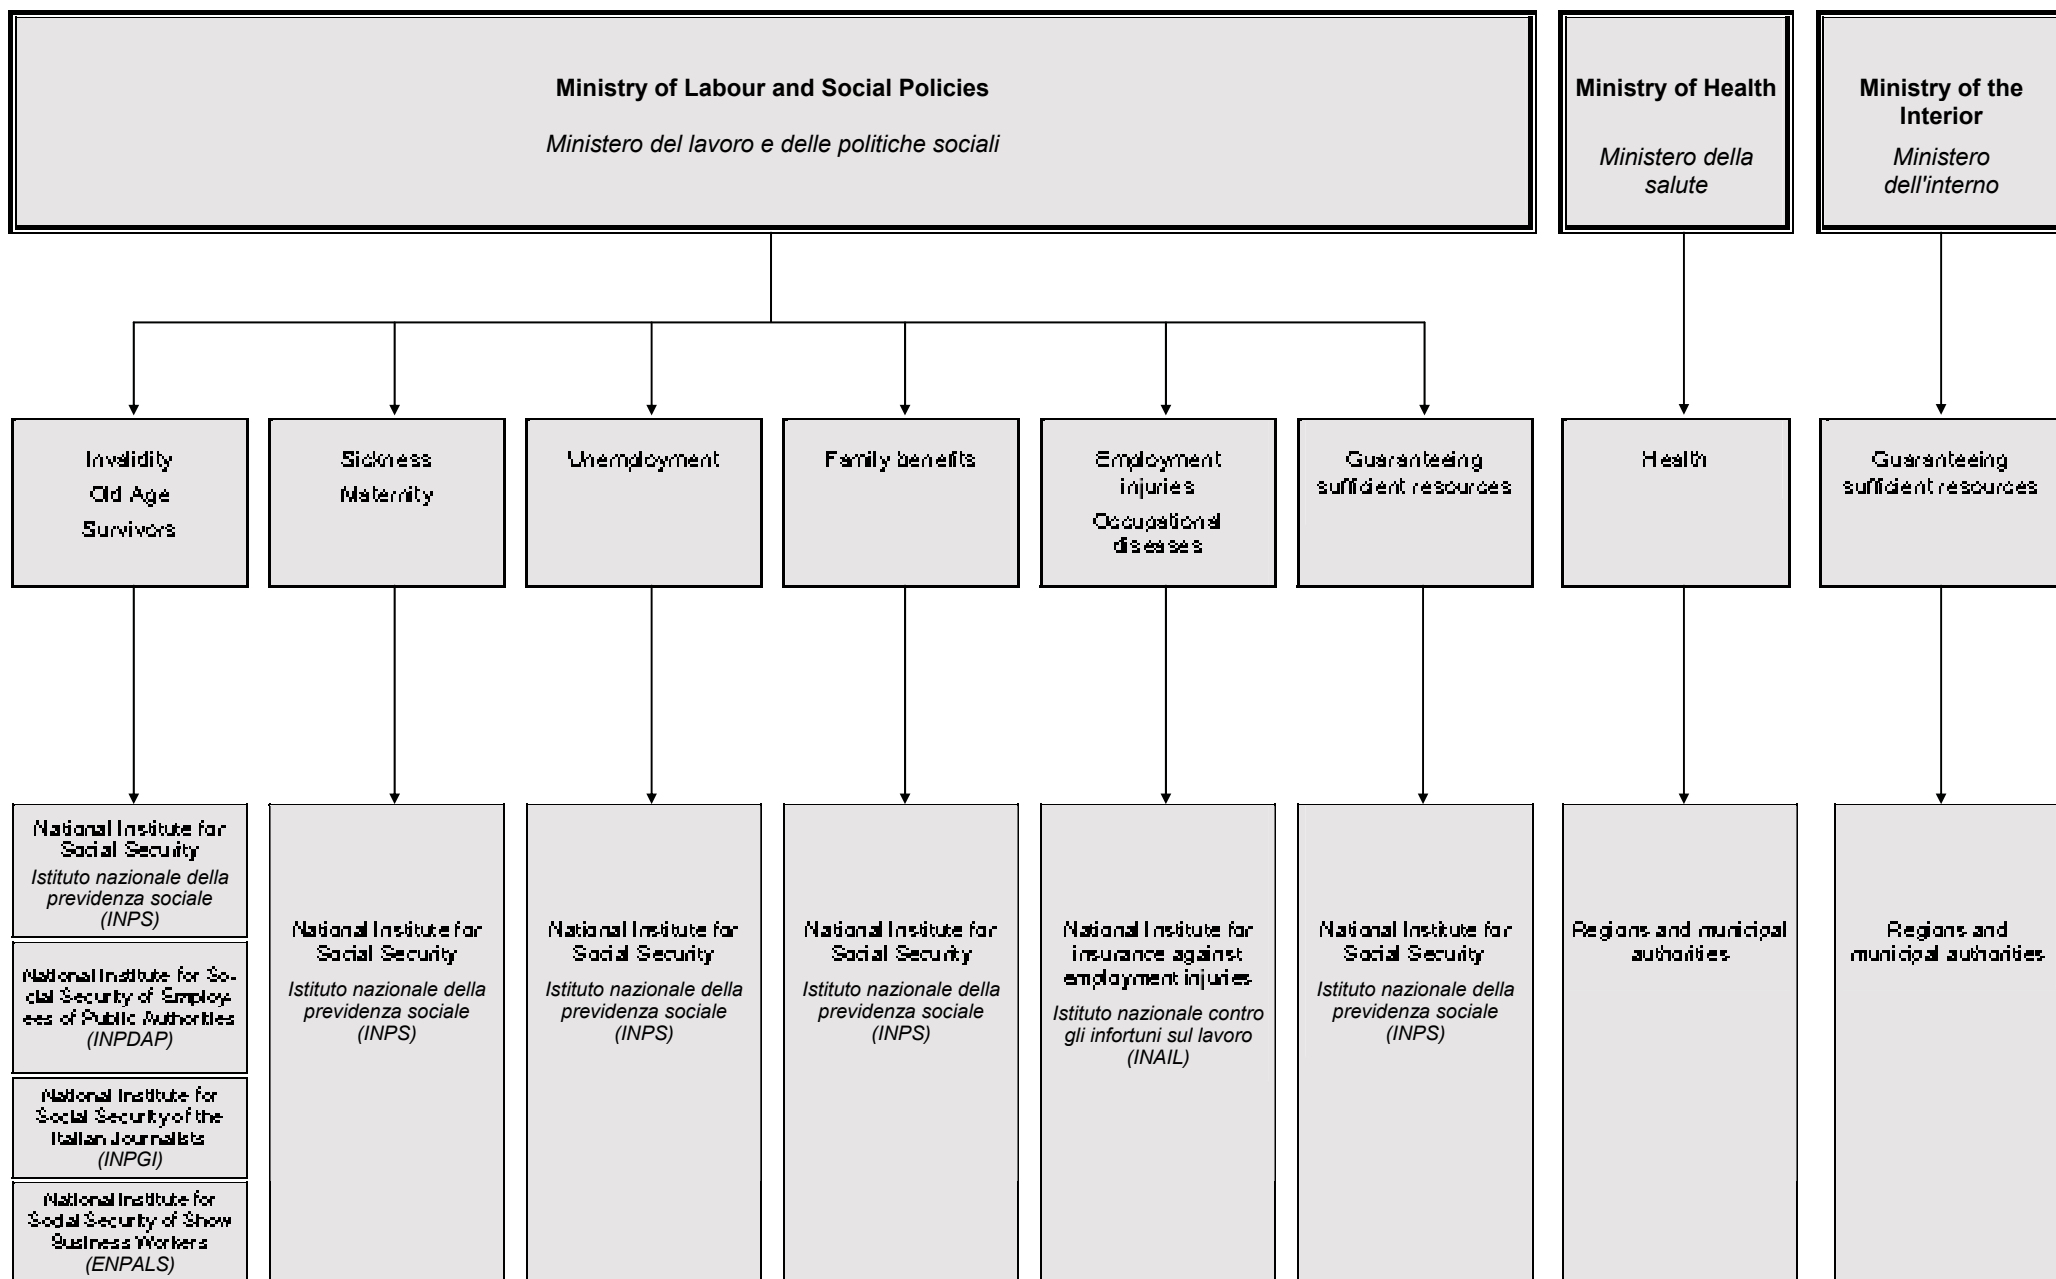 Ministry of Labour and Social Policies
Ministero del lavoro e delle politiche sociali
Ministry of Health
Ministero della
salute
Ministry of the
Interior
Ministero
dell'interno
Invalidity
Old Age
Survivors
Sickness
Maternity
Unemployment
Family benefits
Employment
injuries
Occupational
diseases
Guaranteeing
sufficient resources
Health
Guaranteeing
sufficient resources
National Institute for
Social Security
Istituto nazionale della
previdenza sociale
(INPS)
National Institute for So-
cial Security of Employ-
ees of Public Authorities
(INPDAP)
National Institute for
Social Security of the
Italian Journalists
(INPGI)
National Institute for
Social Security of Show
Business Workers
(ENPALS)
National Institute for
Social Security
Istituto nazionale della
previdenza sociale
(INPS)
National Institute for
Social Security
Istituto nazionale della
previdenza sociale
(INPS)
National Institute for
Social Security
Istituto nazionale della
previdenza sociale
(INPS)
National Institute for
insurance against
employment injuries
Istituto nazionale contro
gli infortuni sul lavoro
(INAIL)
National Institute for
Social Security
Istituto nazionale della
previdenza sociale
(INPS)
Regions and municipal
authorities
Regions and
municipal authorities